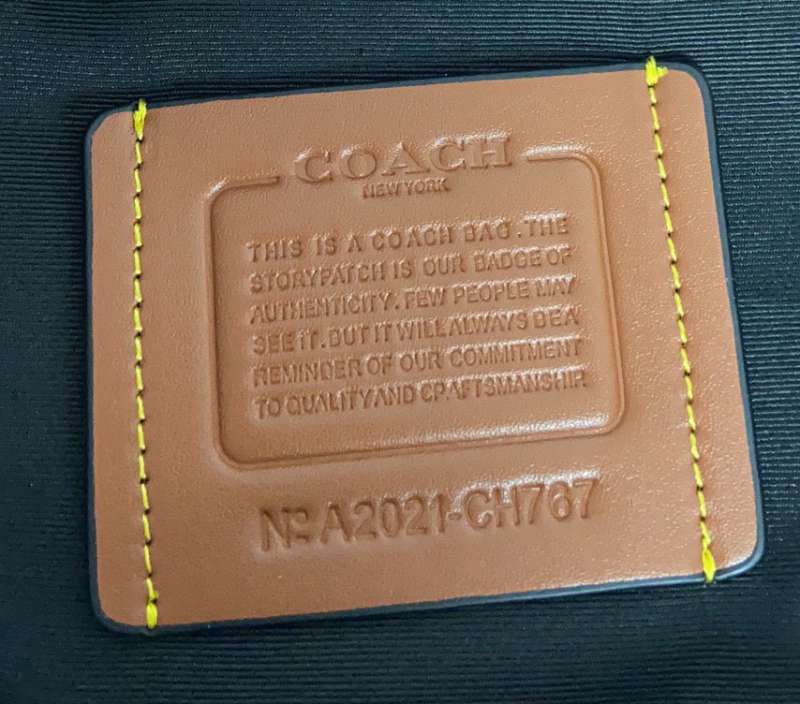 COACH
NEW YORK
THIS IS A COACH BAG. THE
STORYPATCH IS OUR BADGE OF
AUTHENTICITY. FEW PEOPLE MAY
SEE IT. BUT IT WILL ALWAYS BE A
REMINDER OF OUR COMMITMENT
TO QUALITY AND CRAFTSMANSHIP
Nº A2021-CH767